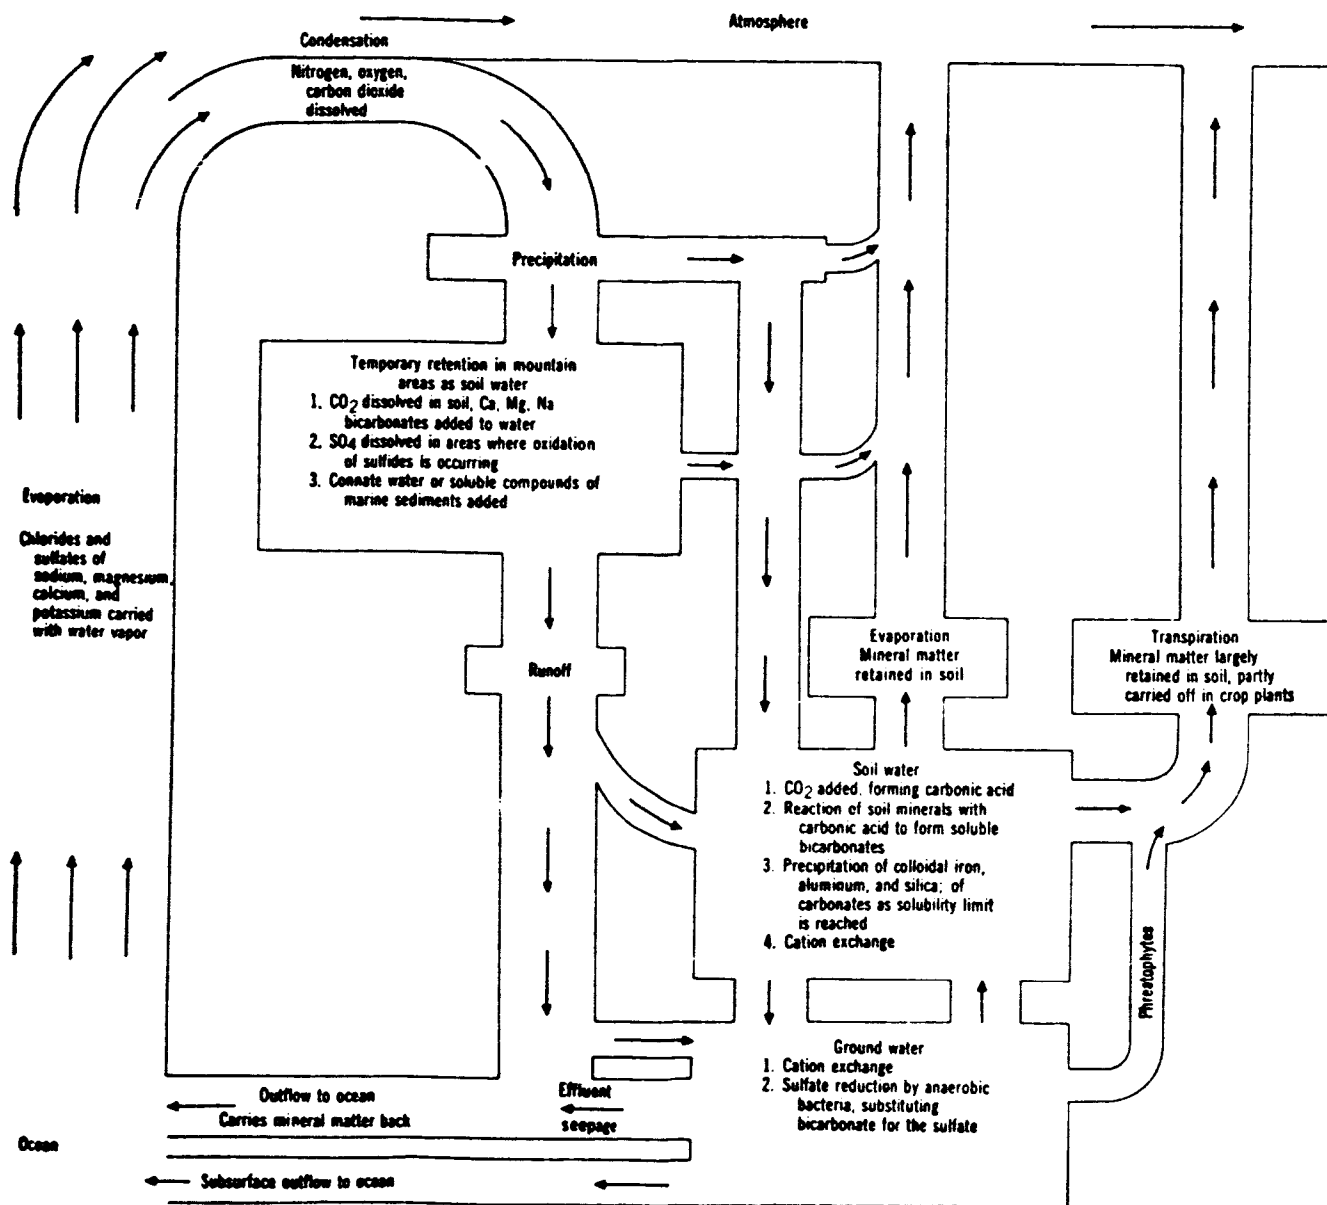 Atmosphere
Condensation
Nitrogen, oxygen,
carbon dioxide
dissolved
Precipitation
Temporary retention in mountain
areas as soil water
1. CO2 dissolved in soil, Ca, Mg, Na
bicarbonates added to water
2. SO4 dissolved in areas where oxidation
of sulfides is occurring
3. Connate water or soluble compounds of
marine sediments added
Evaporation
Chlorides and
sulfates of
sodium, magnesium,
calcium, and
potassium carried
with water vapor
Runoff
Evaporation
Mineral matter
retained in soil
Transpiration
Mineral matter largely
retained in soil, partly
carried off in crop plants
Soil water
1. CO2 added, forming carbonic acid
2. Reaction of soil minerals with
carbonic acid to form soluble
bicarbonates
3. Precipitation of colloidal iron,
aluminum, and silica; of
carbonates as solubility limit
is reached
4. Cation exchange
Phreatophytes
Ground water
1. Cation exchange
2. Sulfate reduction by anaerobic
bacteria, substituting
bicarbonate for the sulfate
Outflow to ocean
Carries mineral matter back
Effluent
seepage
Ocean
Subsurface outflow to ocean